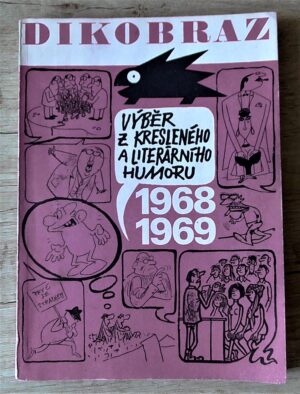 DIKOBRAZ
VÝBĚR
Z KRESLENÉHO
A LITERÁRNÍHO
HUMORU
1968
1969